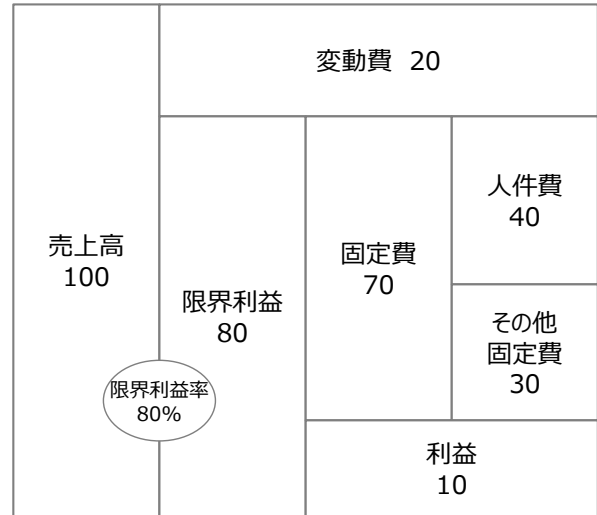 変動費 20
売上高
100
限界利益
80
限界利益率
80%
固定費
70
人件費
40
その他
固定費
30
利益
10